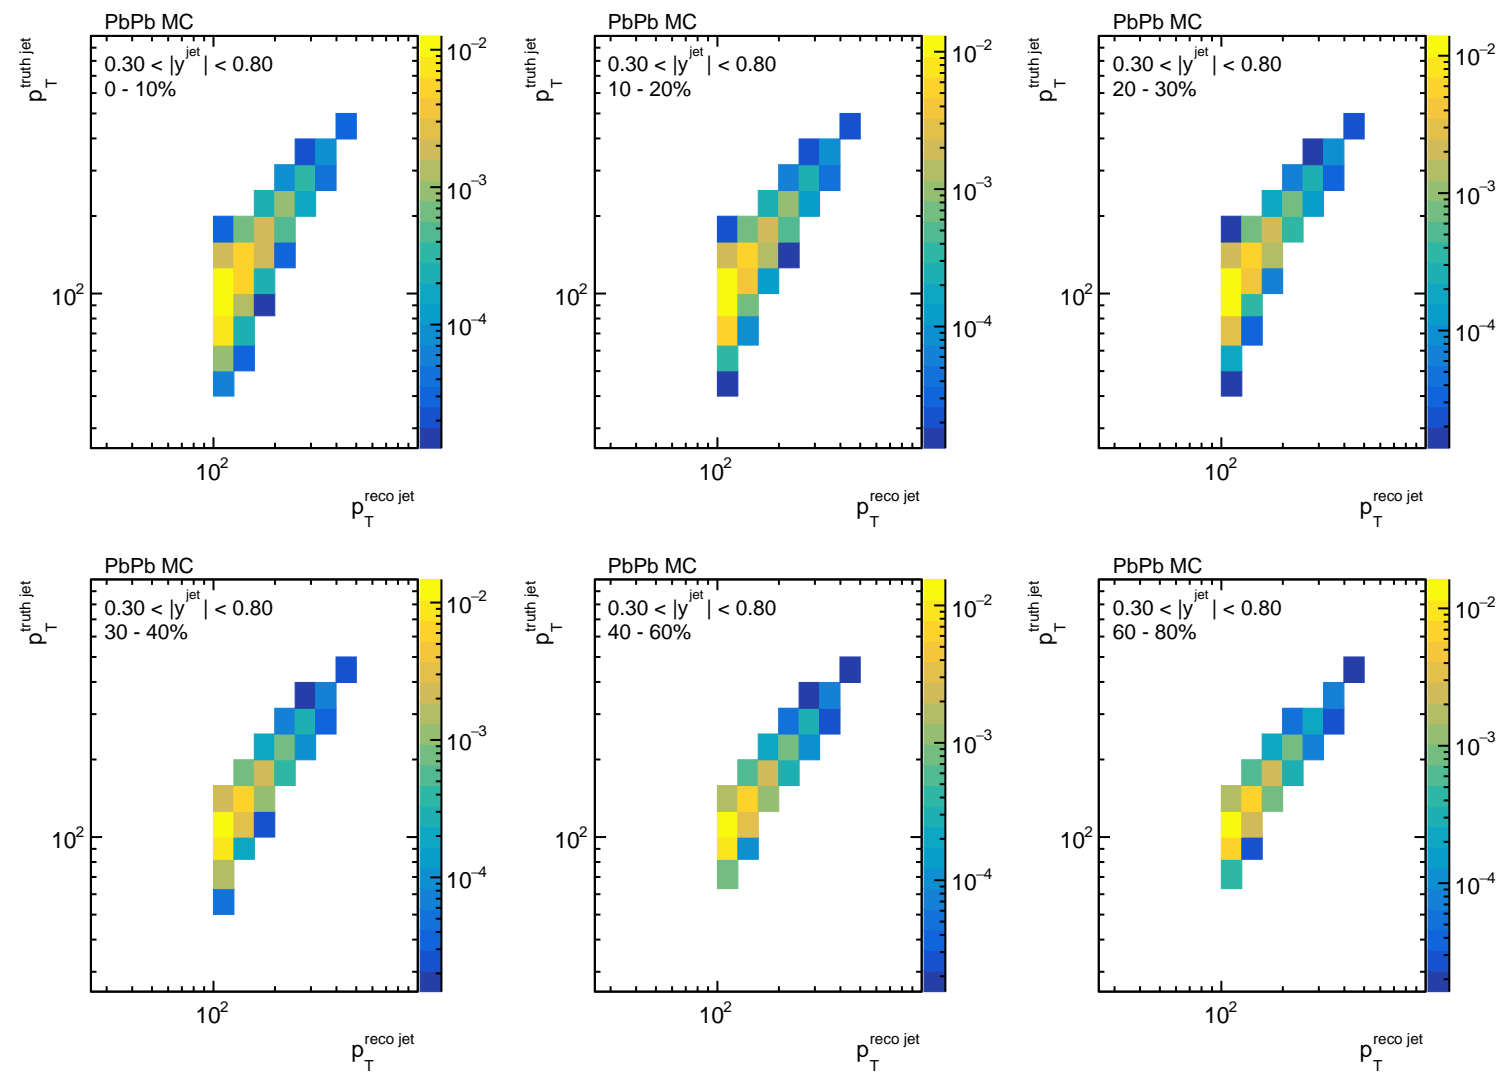 PbPb MC
p_T^{truth jet}
0.30 < |y^{jet}| < 0.80
0 - 10%
10^{−2}
10^{−3}
10^{−4}
10^{2}
10^{2}
p_T^{reco jet}
PbPb MC
p_T^{truth jet}
0.30 < |y^{jet}| < 0.80
10 - 20%
10^{−2}
10^{−3}
10^{−4}
10^{2}
10^{2}
p_T^{reco jet}
PbPb MC
p_T^{truth jet}
0.30 < |y^{jet}| < 0.80
20 - 30%
10^{−2}
10^{−3}
10^{−4}
10^{2}
10^{2}
p_T^{reco jet}
PbPb MC
p_T^{truth jet}
0.30 < |y^{jet}| < 0.80
30 - 40%
10^{−2}
10^{−3}
10^{−4}
10^{2}
10^{2}
p_T^{reco jet}
PbPb MC
p_T^{truth jet}
0.30 < |y^{jet}| < 0.80
40 - 60%
10^{−2}
10^{−3}
10^{−4}
10^{2}
10^{2}
p_T^{reco jet}
PbPb MC
p_T^{truth jet}
0.30 < |y^{jet}| < 0.80
60 - 80%
10^{−2}
10^{−3}
10^{−4}
10^{2}
10^{2}
p_T^{reco jet}